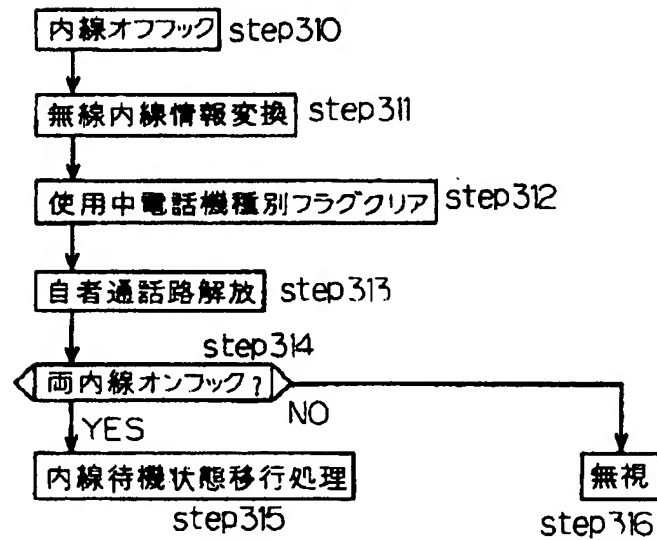 内線オフフック step310
無線内線情報変換 step311
使用中電話機種別フラグクリア step312
自者通話路解放 step313
step314
両内線オンフック?
YES
NO
内線待機状態移行処理
無視
step315
step316